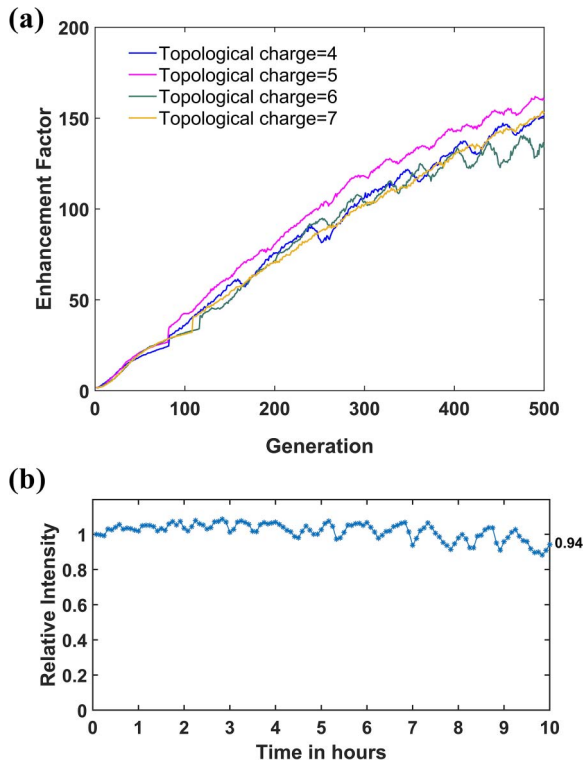 (a)
200
150
100
50
0
Enhancement Factor
Topological charge=4
Topological charge=5
Topological charge=6
Topological charge=7
0 100 200 300 400 500
Generation
(b)
1
0.8
0.6
0.4
0.2
0
Relative Intensity
0.94
0 1 2 3 4 5 6 7 8 9 10
Time in hours